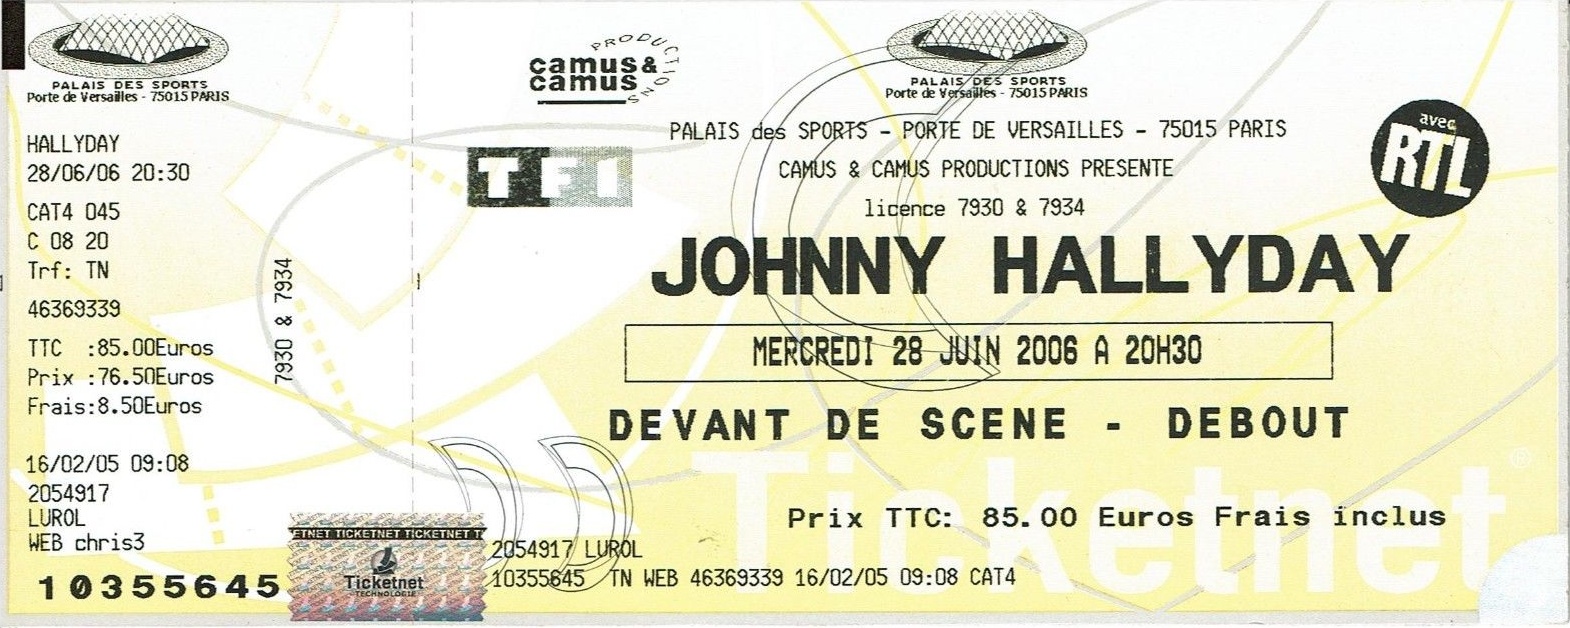 PALAIS DES SPORTS
Porte de Versailles - 75015 PARIS
HALLYDAY
28/06/06 20:30
CAT4 045
C 08 20
Trf: TN
46369339
TTC :85.00Euros
Prix :76.50Euros
Frais:8.50Euros
16/02/05 09:08
2054917
LUROL
WEB chris3
10355645
7930 & 7934
camus&
camus
PRODUCTIONS
TF1
PALAIS DES SPORTS
Porte de Versailles - 75015 PARIS
avec
RTL
PALAIS des SPORTS - PORTE DE VERSAILLES - 75015 PARIS
CAMUS & CAMUS PRODUCTIONS PRESENTE
licence 7930 & 7934
JOHNNY HALLYDAY
MERCREDI 28 JUIN 2006 A 20H30
DEVANT DE SCENE - DEBOUT
Ticketnet®
Prix TTC: 85.00 Euros Frais inclus
ETNET TICKETNET TICKETNET T
Ticketnet
TECHNOLOGIE
2054917 LUROL
10355645 TN WEB 46369339 16/02/05 09:08 CAT4